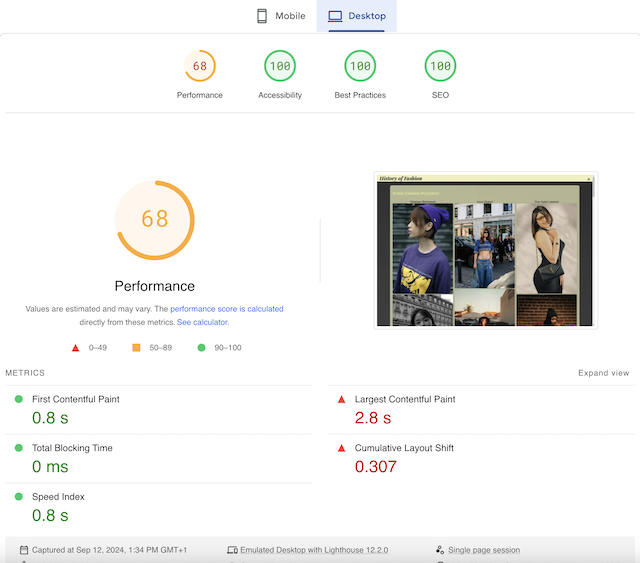 Mobile
Desktop
68
100
100
100
Performance
Accessibility
Best Practices
SEO
68
Performance
Values are estimated and may vary. The performance score is calculated
directly from these metrics. See calculator.
0–49
50–89
90–100
History of Fashion
METRICS
Expand view
First Contentful Paint
0.8 s
Largest Contentful Paint
2.8 s
Total Blocking Time
0 ms
Cumulative Layout Shift
0.307
Speed Index
0.8 s
Captured at Sep 12, 2024, 1:34 PM GMT+1
Emulated Desktop with Lighthouse 12.2.0
Single page session